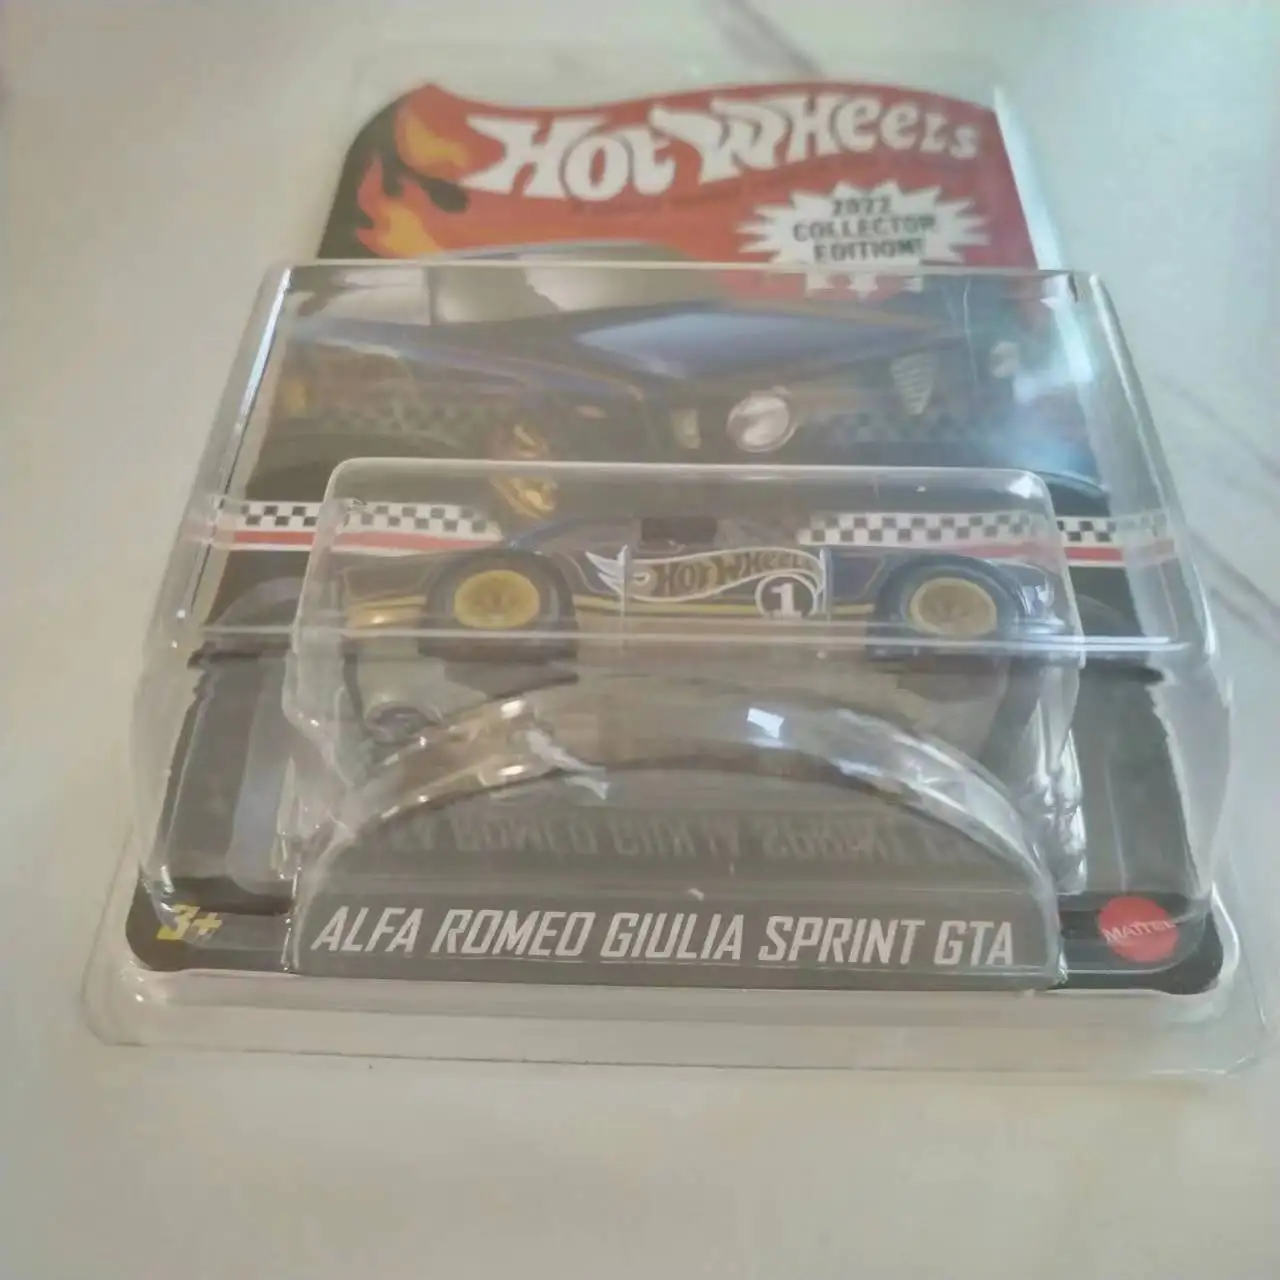 HOT WHEELS
2022
COLLECTOR
EDITION!
HOT WHEELS
1
3+
ALFA ROMEO GIULIA SPRINT GTA
MATTEL